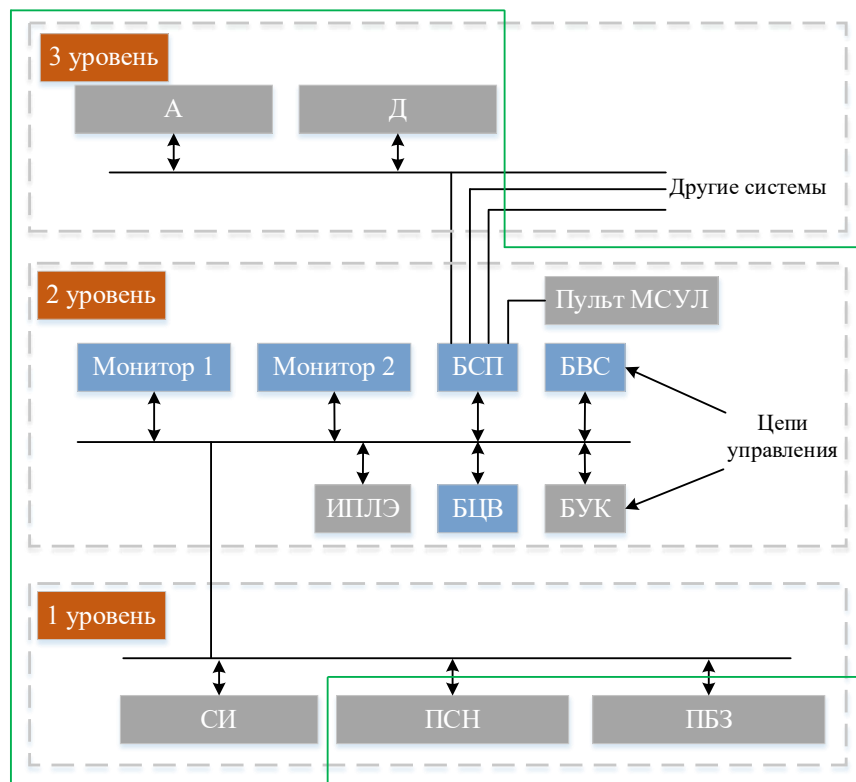 3 уровень
А
Д
Другие системы
2 уровень
Пульт МСУЛ
Монитор 1
Монитор 2
БСП
БВС
Цепи
управления
ИПЛЭ
БЦВ
БУК
1 уровень
СИ
ПСН
ПБЗ